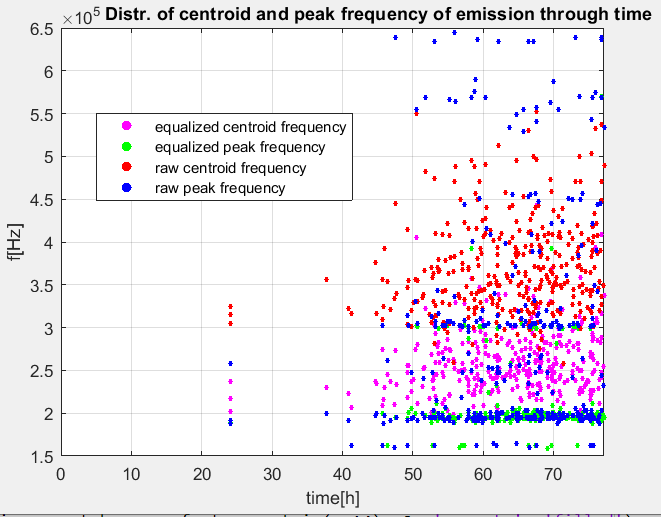 ×10⁵ Distr. of centroid and peak frequency of emission through time
6.5
6
5.5
5
4.5
4
3.5
3
2.5
2
1.5
f[Hz]
equalized centroid frequency
equalized peak frequency
raw centroid frequency
raw peak frequency
0 10 20 30 40 50 60 70
time[h]